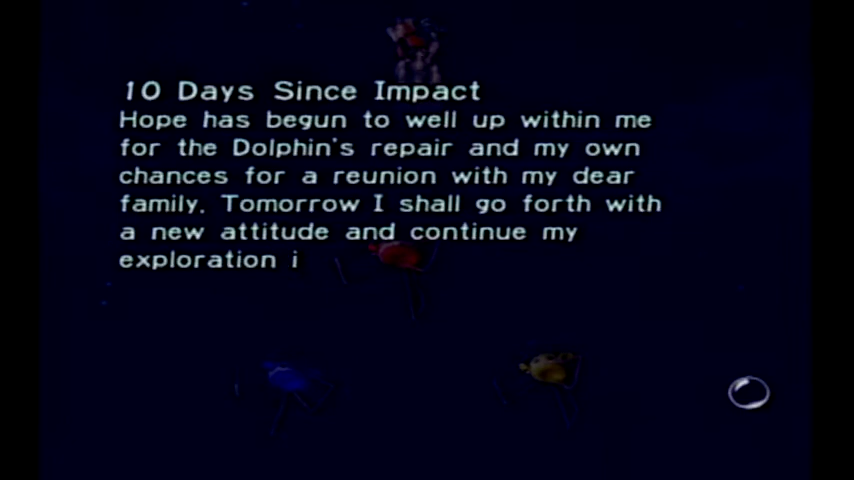 10 Days Since Impact
Hope has begun to well up within me
for the Dolphin's repair and my own
chances for a reunion with my dear
family. Tomorrow I shall go forth with
a new attitude and continue my
exploration i